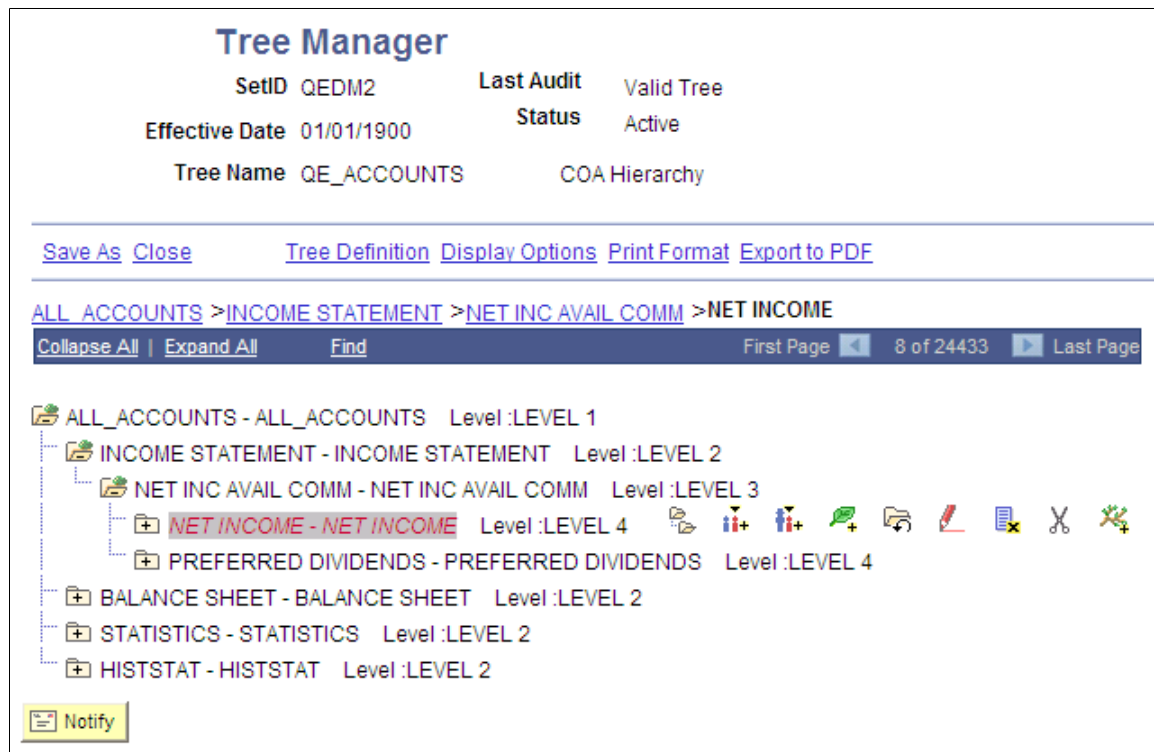 Tree Manager
SetID QEDM2 Last Audit Valid Tree
Effective Date 01/01/1900 Status Active
Tree Name QE_ACCOUNTS COA Hierarchy
Save As Close Tree Definition Display Options Print Format Export to PDF
ALL_ACCOUNTS >INCOME STATEMENT >NET INC AVAIL COMM >NET INCOME
Collapse All | Expand All Find First Page 8 of 24433 Last Page
ALL_ACCOUNTS - ALL_ACCOUNTS Level :LEVEL 1
INCOME STATEMENT - INCOME STATEMENT Level :LEVEL 2
NET INC AVAIL COMM - NET INC AVAIL COMM Level :LEVEL 3
NET INCOME - NET INCOME Level :LEVEL 4
PREFERRED DIVIDENDS - PREFERRED DIVIDENDS Level :LEVEL 4
BALANCE SHEET - BALANCE SHEET Level :LEVEL 2
STATISTICS - STATISTICS Level :LEVEL 2
HISTSTAT - HISTSTAT Level :LEVEL 2
Notify